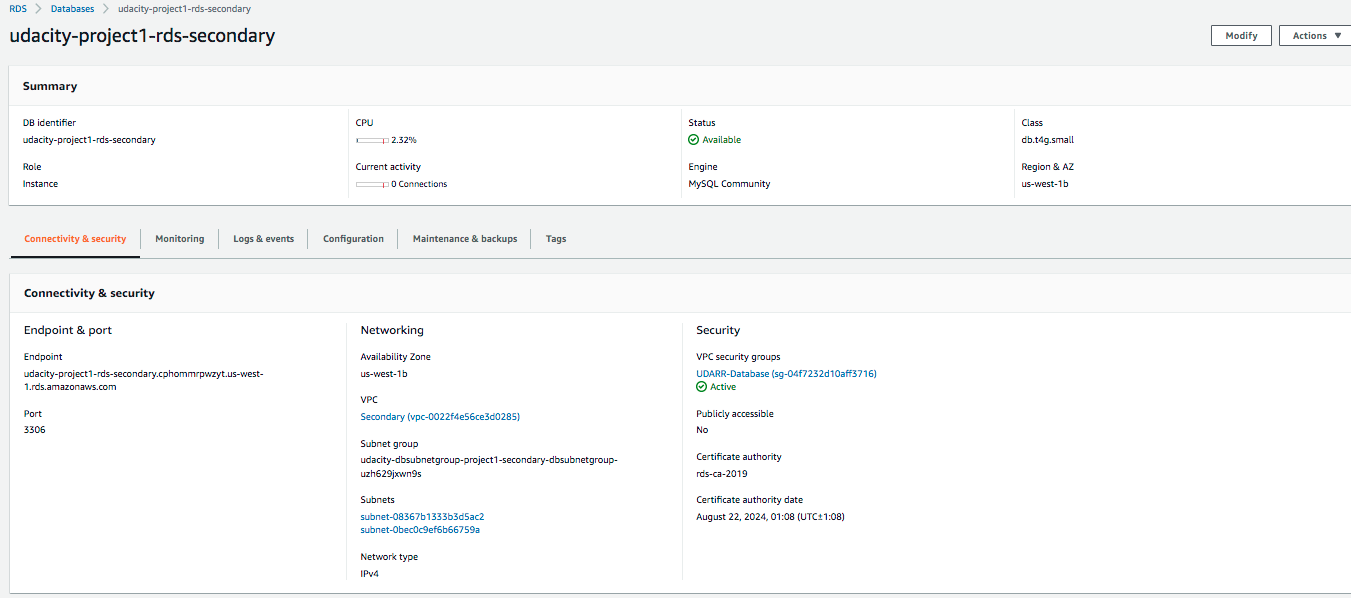 RDS > Databases > udacity-project1-rds-secondary
udacity-project1-rds-secondary
Modify
Actions ▼
Summary
DB identifier
udacity-project1-rds-secondary
CPU
2.32%
Status
Available
Class
db.t4g.small
Role
Instance
Current activity
0 Connections
Engine
MySQL Community
Region & AZ
us-west-1b
Connectivity & security
Monitoring
Logs & events
Configuration
Maintenance & backups
Tags
Connectivity & security
Endpoint & port
Endpoint
udacity-project1-rds-secondary.cphommrpwzyt.us-west-
1.rds.amazonaws.com
Port
3306
Networking
Availability Zone
us-west-1b
VPC
Secondary (vpc-0022f4e56ce3d0285)
Subnet group
udacity-dbsubnetgroup-project1-secondary-dbsubnetgroup-
uzh629jxwn9s
Subnets
subnet-08367b1333b3d5ac2
subnet-0bec0c9ef6b66759a
Network type
IPv4
Security
VPC security groups
UDARR-Database (sg-04f7232d10aff3716)
Active
Publicly accessible
No
Certificate authority
rds-ca-2019
Certificate authority date
August 22, 2024, 01:08 (UTC±1:08)